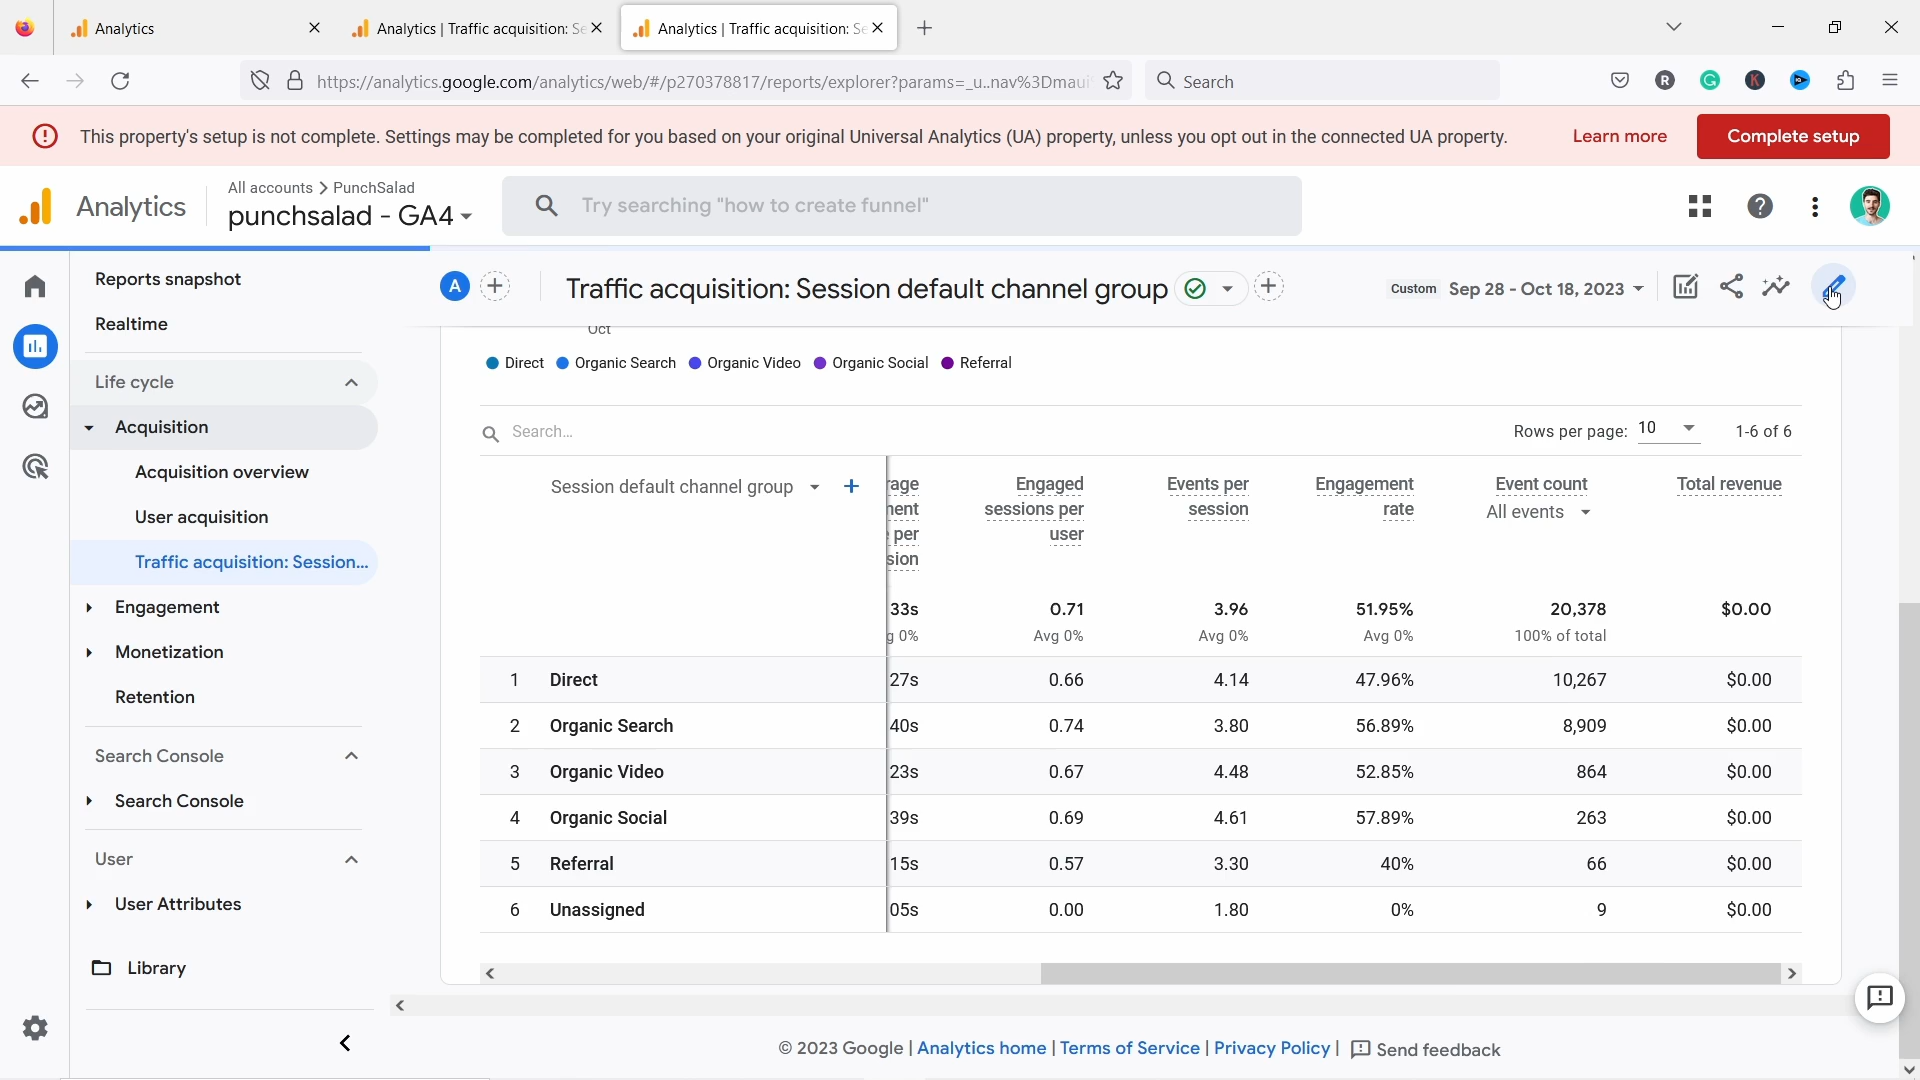 Analytics
Analytics | Traffic acquisition: Se
Analytics | Traffic acquisition: Se
https://analytics.google.com/analytics/web/#/p270378817/reports/explorer?params=_u..nav%3Dmaui
Search
R
K
This property's setup is not complete. Settings may be completed for you based on your original Universal Analytics (UA) property, unless you opt out in the connected UA property.
Learn more
Complete setup
Analytics
All accounts > PunchSalad
punchsalad - GA4
Try searching "how to create funnel"
Reports snapshot
Realtime
Life cycle
Acquisition
Acquisition overview
User acquisition
Traffic acquisition: Session...
Engagement
Monetization
Retention
Search Console
Search Console
User
User Attributes
Library
A
Traffic acquisition: Session default channel group
Custom Sep 28 - Oct 18, 2023
Oct
Direct Organic Search Organic Video Organic Social Referral
Search...
Rows per page: 10 1-6 of 6
Session default channel group
Engaged sessions per user
Events per session
Engagement rate
Event count
All events
Total revenue
33s 0.71 3.96 51.95% 20,378 $0.00
g 0% Avg 0% Avg 0% Avg 0% 100% of total
1 Direct 27s 0.66 4.14 47.96% 10,267 $0.00
2 Organic Search 40s 0.74 3.80 56.89% 8,909 $0.00
3 Organic Video 23s 0.67 4.48 52.85% 864 $0.00
4 Organic Social 39s 0.69 4.61 57.89% 263 $0.00
5 Referral 15s 0.57 3.30 40% 66 $0.00
6 Unassigned 05s 0.00 1.80 0% 9 $0.00
© 2023 Google | Analytics home | Terms of Service | Privacy Policy | Send feedback